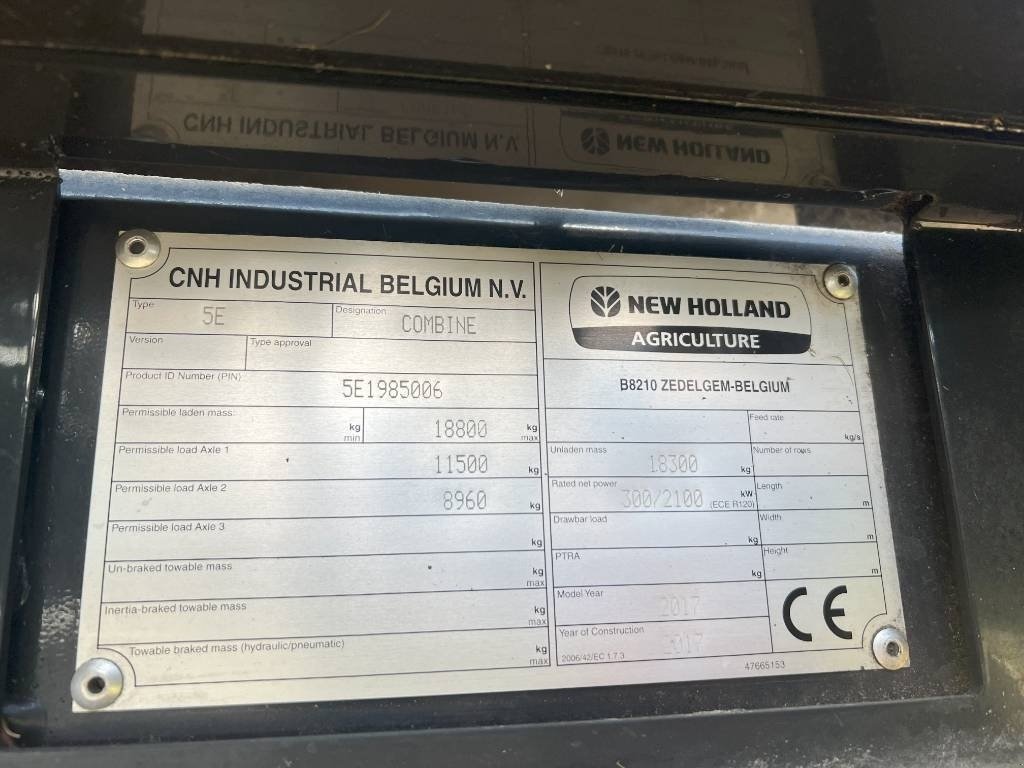 CNH INDUSTRIAL BELGIUM N.V.
Type 5E Designation COMBINE
Version Type approval
Product ID Number (PIN) 5E1985006
Permissible laden mass: kg min 18800 kg max
Permissible load Axle 1 11500 kg
Permissible load Axle 2 8960 kg
Permissible load Axle 3 kg
Un-braked towable mass kg max
Inertia-braked towable mass kg max
Towable braked mass (hydraulic/pneumatic) kg max
NEW HOLLAND
AGRICULTURE
B8210 ZEDELGEM-BELGIUM
Feed rate kg/s
Unladen mass 18300 kg Number of rows
Rated net power 300/2100 kW (ECE R120) Length m
Drawbar load kg Width m
PTRA kg Height m
Model Year 2017
Year of Construction 2017
2006/42/EC 1.7.3
CE
47665153